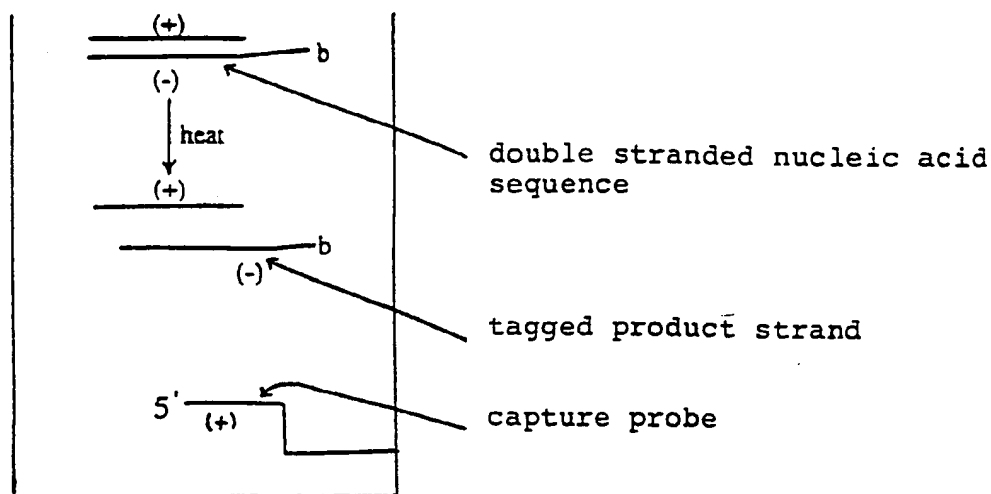 (+)
b
(-)
heat
(+)
b
(-)
5'
(+)
double stranded nucleic acid
sequence
tagged product strand
capture probe